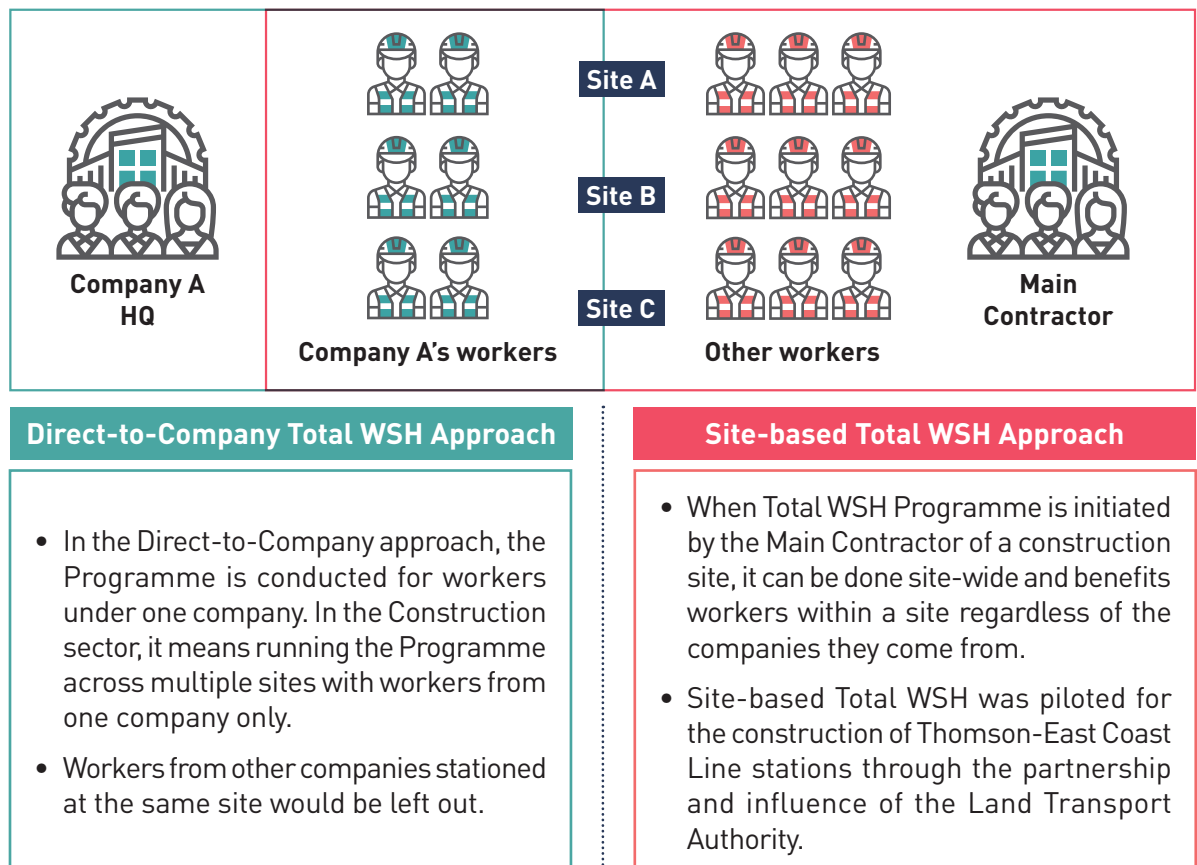 Site A
Site B
Site C
Company A
HQ
Company A’s workers
Other workers
Main
Contractor
Direct-to-Company Total WSH Approach
• In the Direct-to-Company approach, the
Programme is conducted for workers
under one company. In the Construction
sector, it means running the Programme
across multiple sites with workers from
one company only.
• Workers from other companies stationed
at the same site would be left out.
Site-based Total WSH Approach
• When Total WSH Programme is initiated
by the Main Contractor of a construction
site, it can be done site-wide and benefits
workers within a site regardless of the
companies they come from.
• Site-based Total WSH was piloted for
the construction of Thomson-East Coast
Line stations through the partnership
and influence of the Land Transport
Authority.